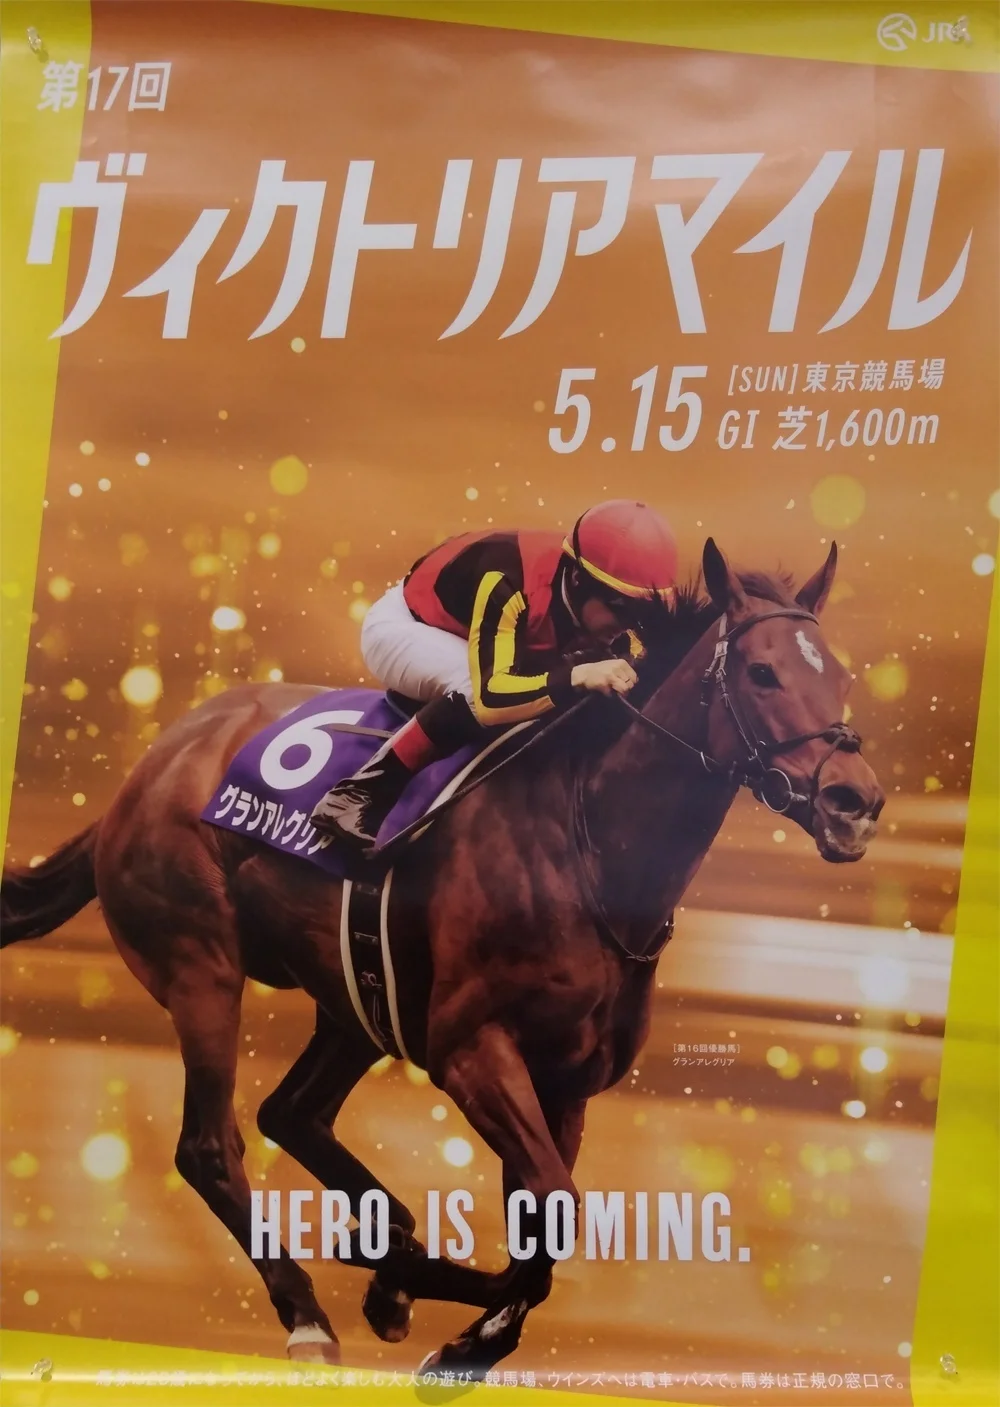 JRA
第17回
ヴィクトリアマイル
5.15 [SUN]東京競馬場
GI 芝1,600m
6
グランアレグリア
[第16回優勝馬]
グランアレグリア
HERO IS COMING.
馬券は20歳になってから、ほどよく楽しむ大人の遊び。競馬場、ウインズへは電車・バスで。馬券は正規の窓口で。